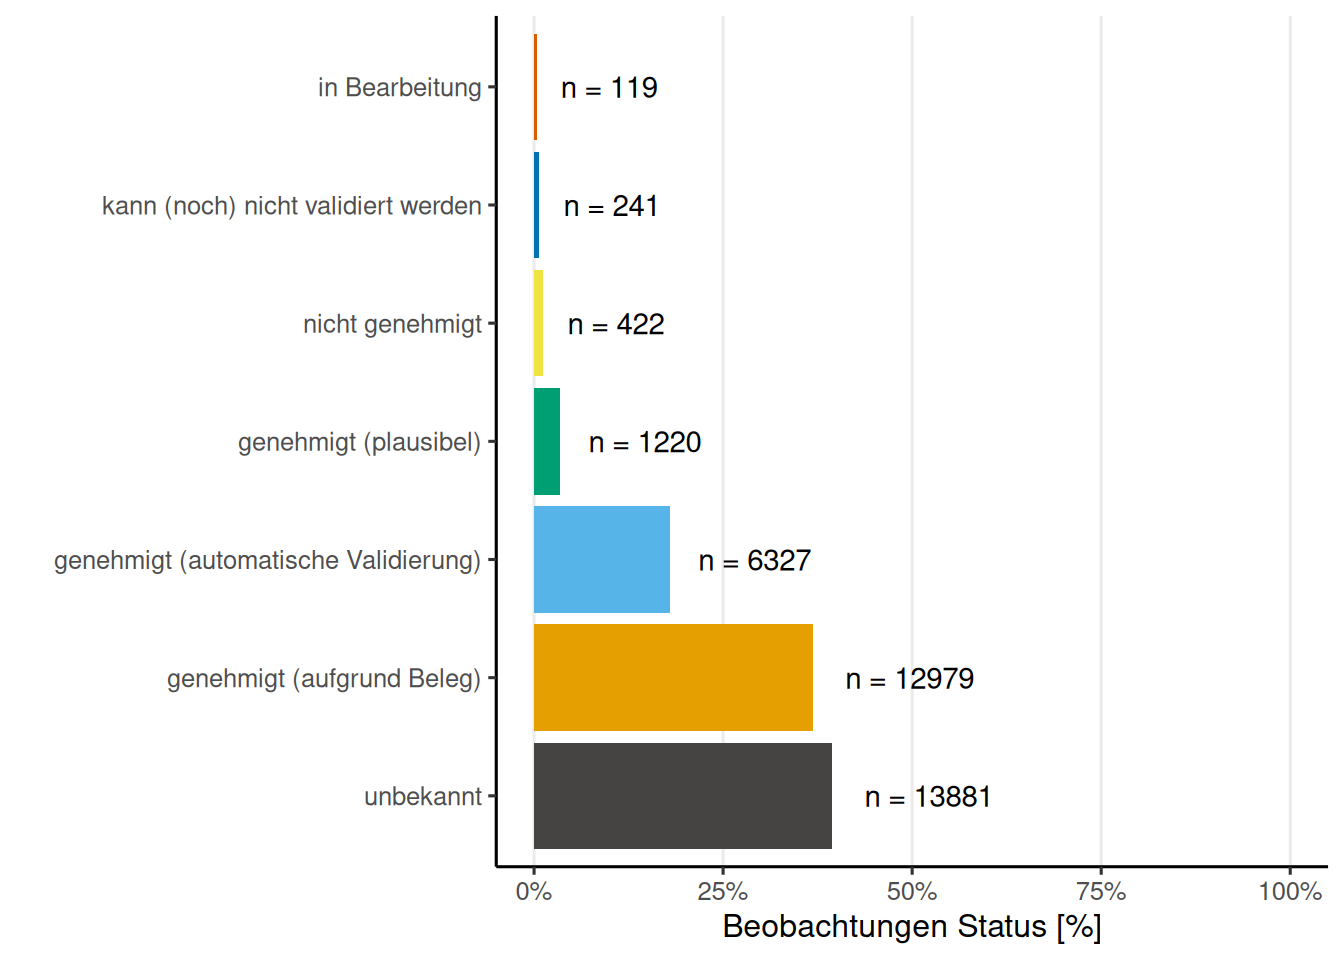 in Bearbeitung
n = 119
kann (noch) nicht validiert werden
n = 241
nicht genehmigt
n = 422
genehmigt (plausibel)
n = 1220
genehmigt (automatische Validierung)
n = 6327
genehmigt (aufgrund Beleg)
n = 12979
unbekannt
n = 13881
0% 25% 50% 75% 100%
Beobachtungen Status [%]